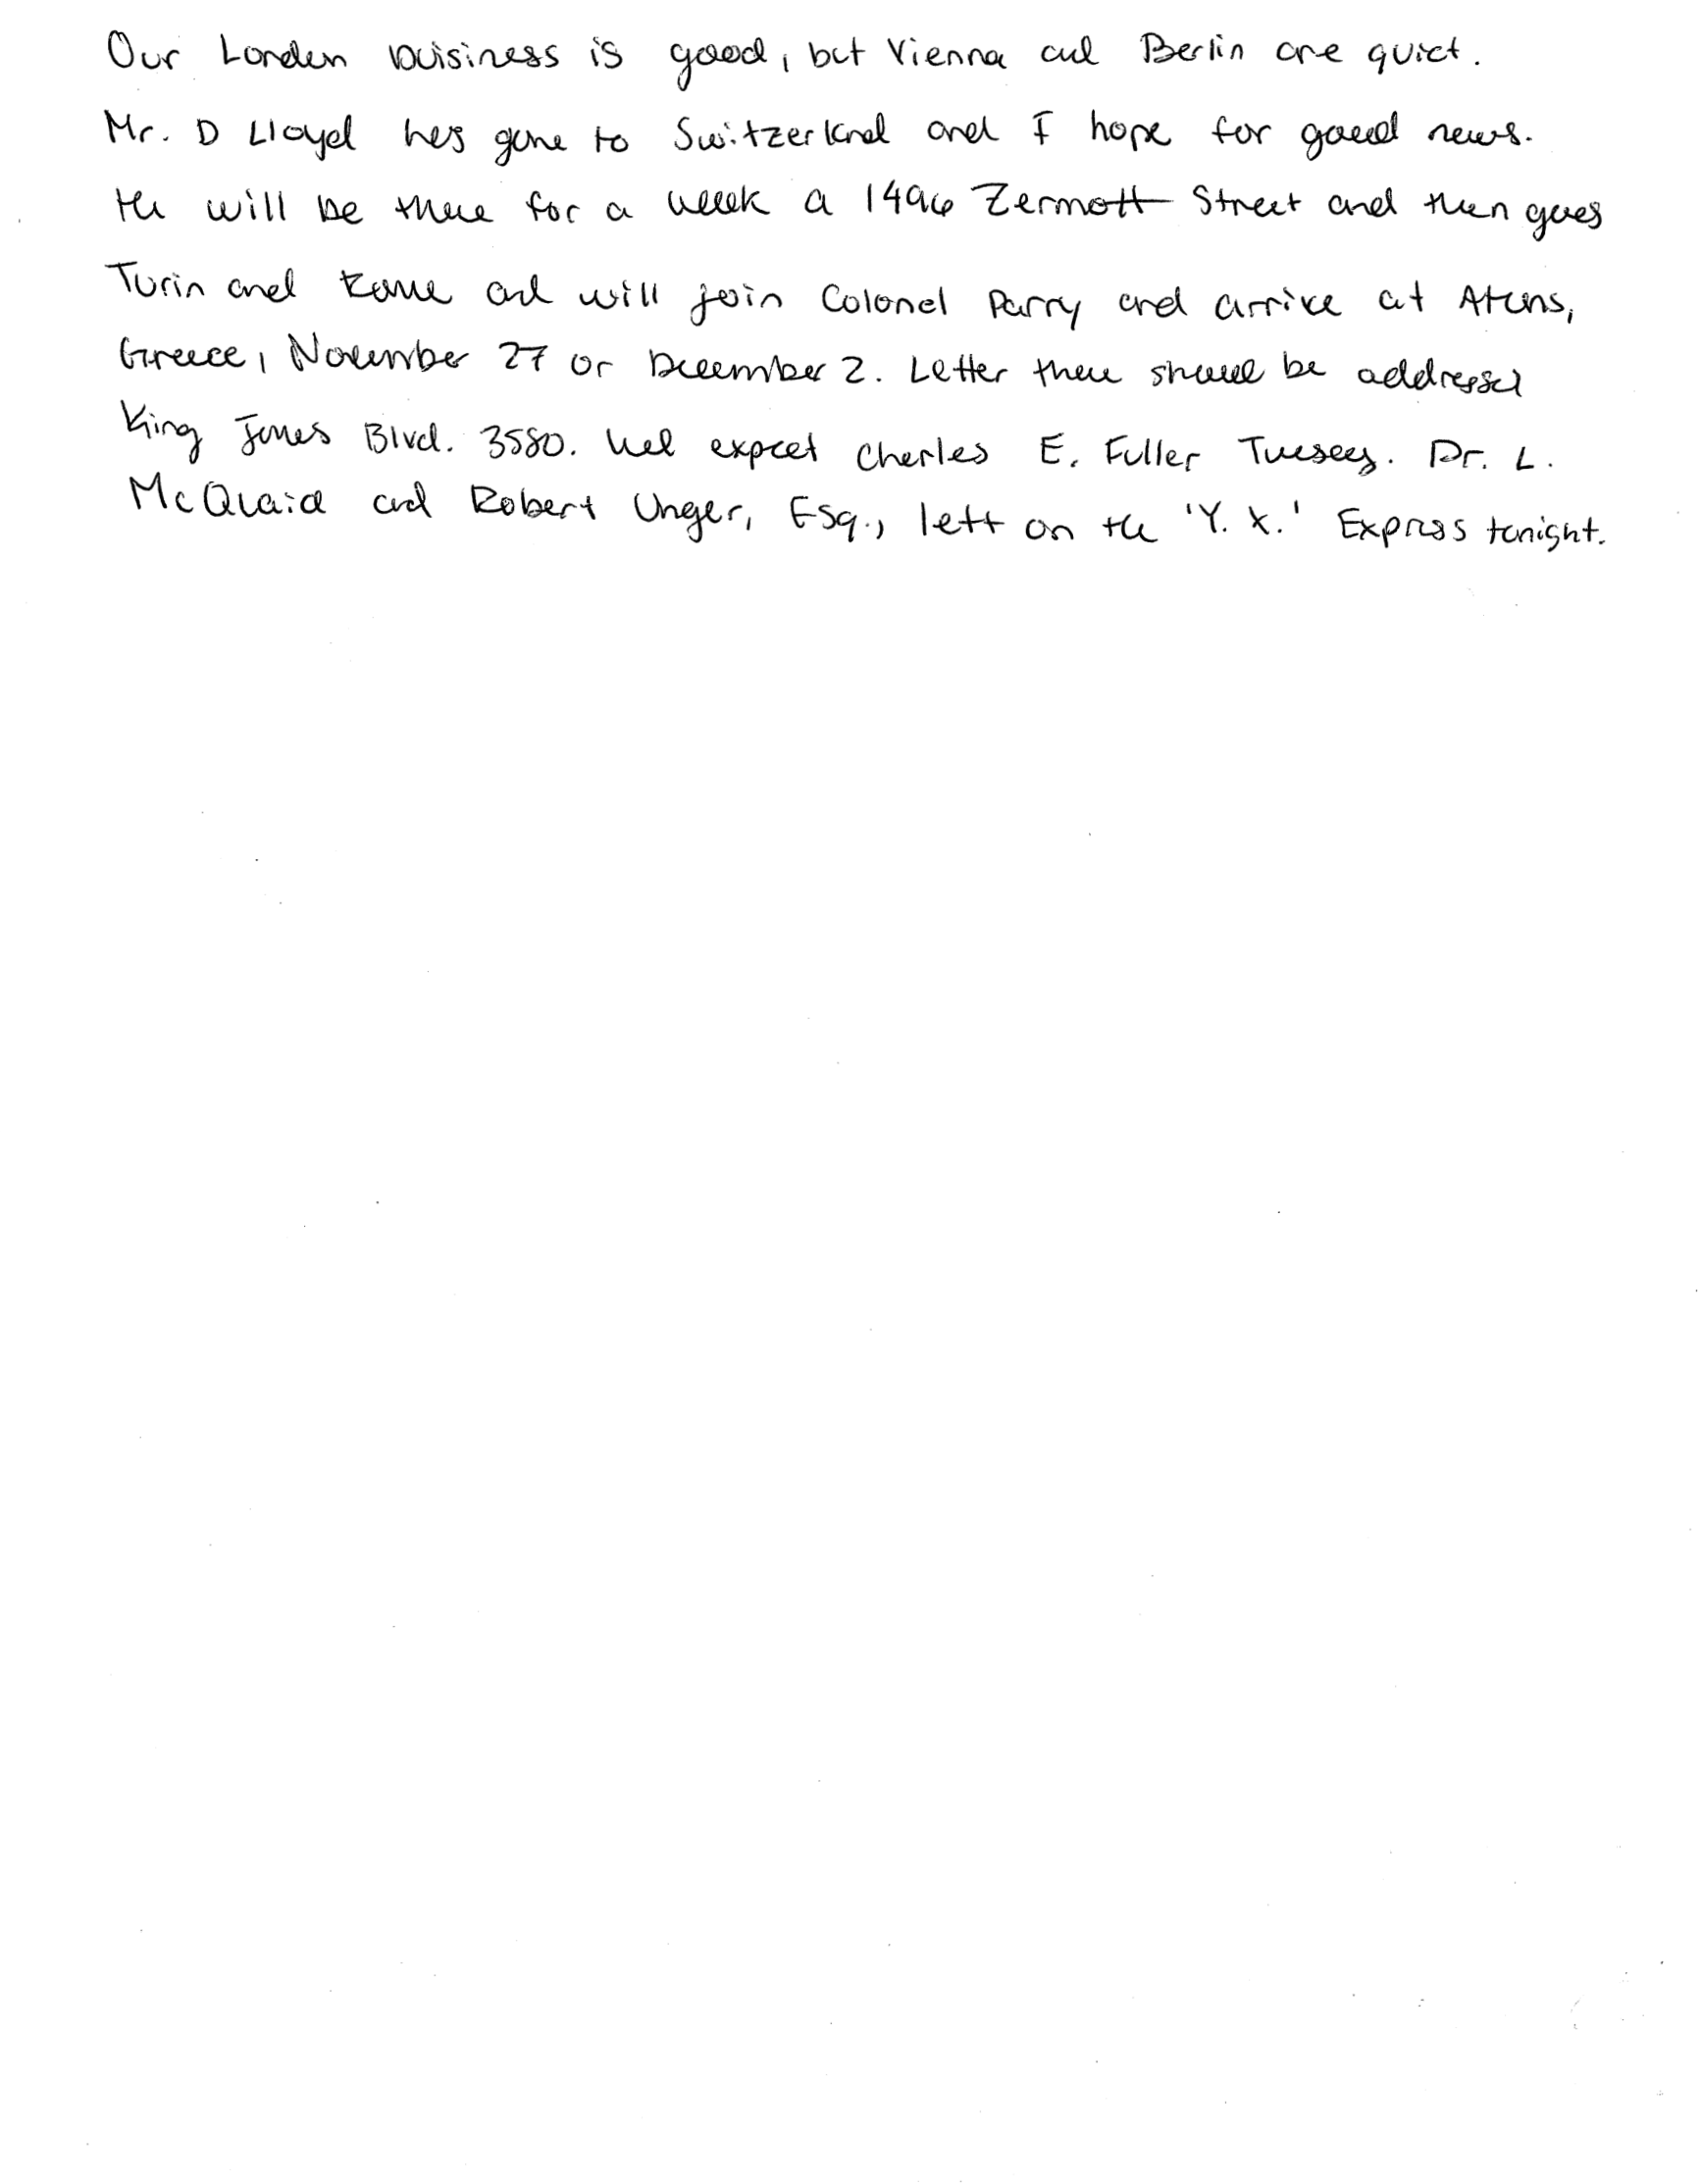 Our London buisiness is good, but Vienna and Berlin are quiet.
Mr. D Lloyd has gone to Switzerland and I hope for good news.
He will be there for a week a 1496 Zermott Street and then goes
Turin and Rome and will join Colonel Parry and arrive at Athens,
Greece, November 27 or December 2. Letter there should be addressed
King James Blvd. 3580. We expect Charles E. Fuller Tuesday. Dr. L.
McQuaid and Robert Unger, Esq., left on the 'Y. X.' Express tonight.